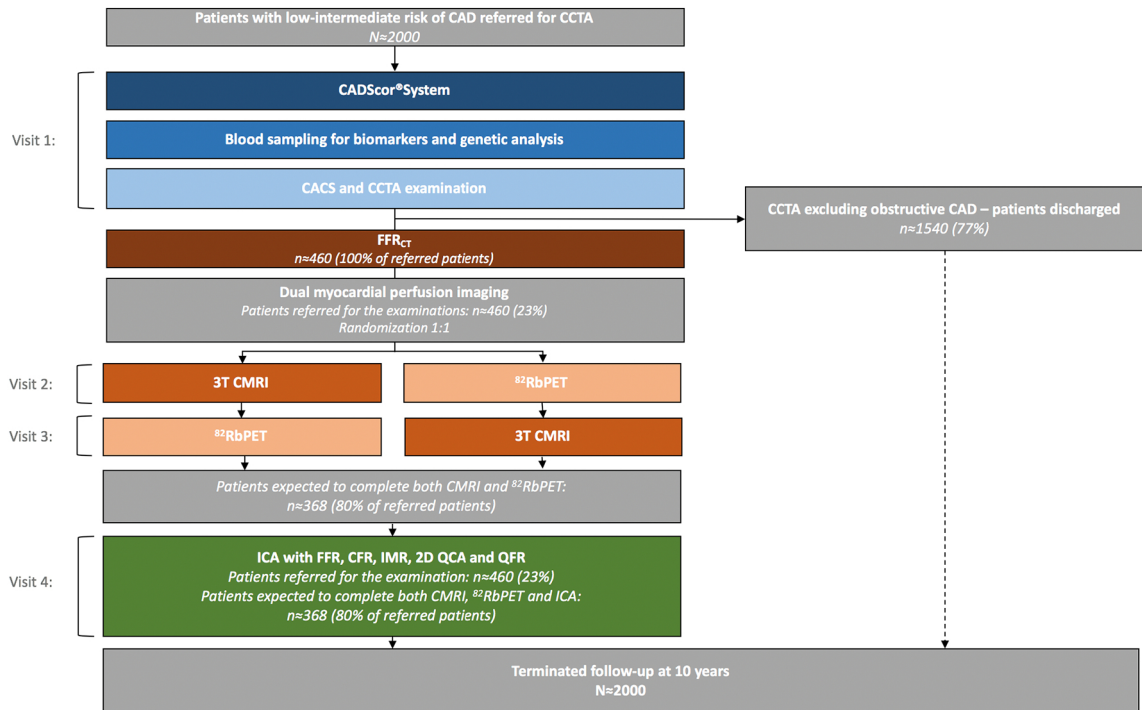 Patients with low-intermediate risk of CAD referred for CCTA
N≈2000
Visit 1:
CADScor®System
Blood sampling for biomarkers and genetic analysis
CACS and CCTA examination
CCTA excluding obstructive CAD – patients discharged
n≈1540 (77%)
FFRCT
n≈460 (100% of referred patients)
Dual myocardial perfusion imaging
Patients referred for the examinations: n≈460 (23%)
Randomization 1:1
Visit 2:
3T CMRI
⁸²RbPET
Visit 3:
⁸²RbPET
3T CMRI
Patients expected to complete both CMRI and ⁸²RbPET:
n≈368 (80% of referred patients)
Visit 4:
ICA with FFR, CFR, IMR, 2D QCA and QFR
Patients referred for the examination: n≈460 (23%)
Patients expected to complete both CMRI, ⁸²RbPET and ICA:
n≈368 (80% of referred patients)
Terminated follow-up at 10 years
N≈2000